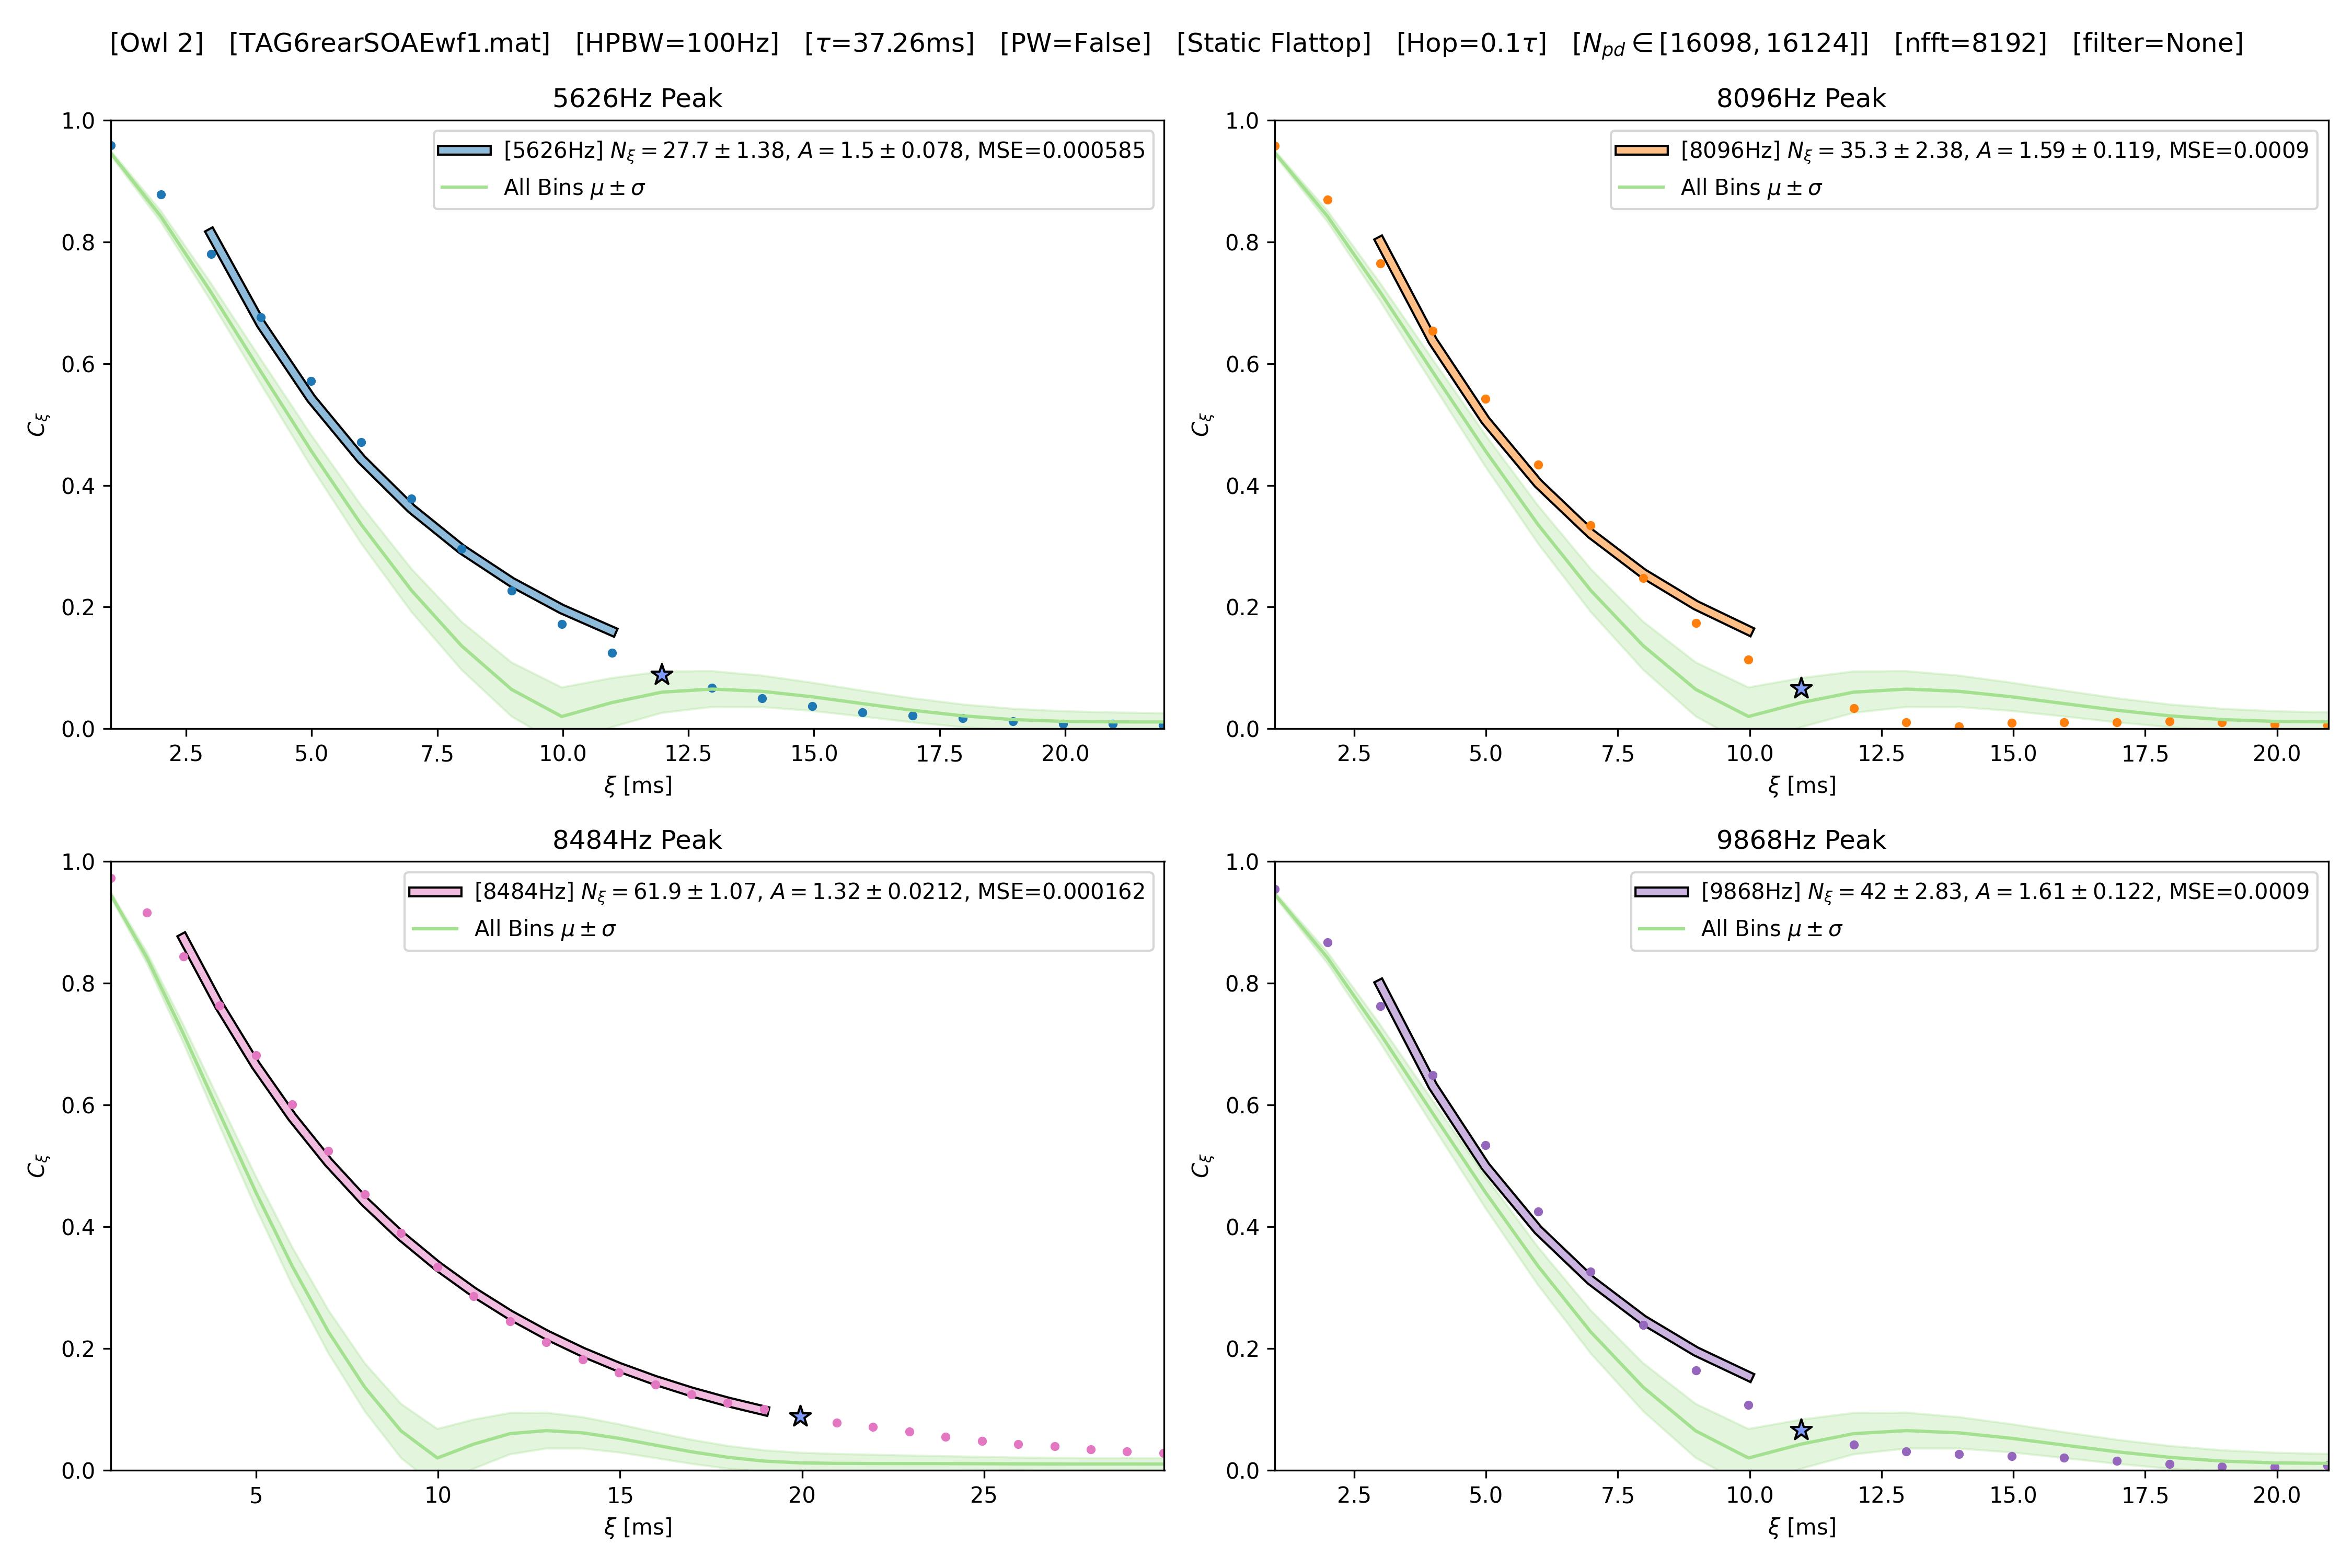 [Owl 2] [TAG6rearSOAEwf1.mat] [HPBW=100Hz] [τ=37.26ms] [PW=False] [Static Flattop] [Hop=0.1τ] [N_pd ∈ [16098, 16124]] [nfft=8192] [filter=None]
5626Hz Peak
[5626Hz] N_ξ = 27.7 ± 1.38, A = 1.5 ± 0.078, MSE=0.000585
All Bins μ ± σ
C_ξ
1.0
0.8
0.6
0.4
0.2
0.0
2.5 5.0 7.5 10.0 12.5 15.0 17.5 20.0
ξ [ms]
8096Hz Peak
[8096Hz] N_ξ = 35.3 ± 2.38, A = 1.59 ± 0.119, MSE=0.0009
All Bins μ ± σ
C_ξ
1.0
0.8
0.6
0.4
0.2
0.0
2.5 5.0 7.5 10.0 12.5 15.0 17.5 20.0
ξ [ms]
8484Hz Peak
[8484Hz] N_ξ = 61.9 ± 1.07, A = 1.32 ± 0.0212, MSE=0.000162
All Bins μ ± σ
C_ξ
1.0
0.8
0.6
0.4
0.2
0.0
5 10 15 20 25
ξ [ms]
9868Hz Peak
[9868Hz] N_ξ = 42 ± 2.83, A = 1.61 ± 0.122, MSE=0.0009
All Bins μ ± σ
C_ξ
1.0
0.8
0.6
0.4
0.2
0.0
2.5 5.0 7.5 10.0 12.5 15.0 17.5 20.0
ξ [ms]